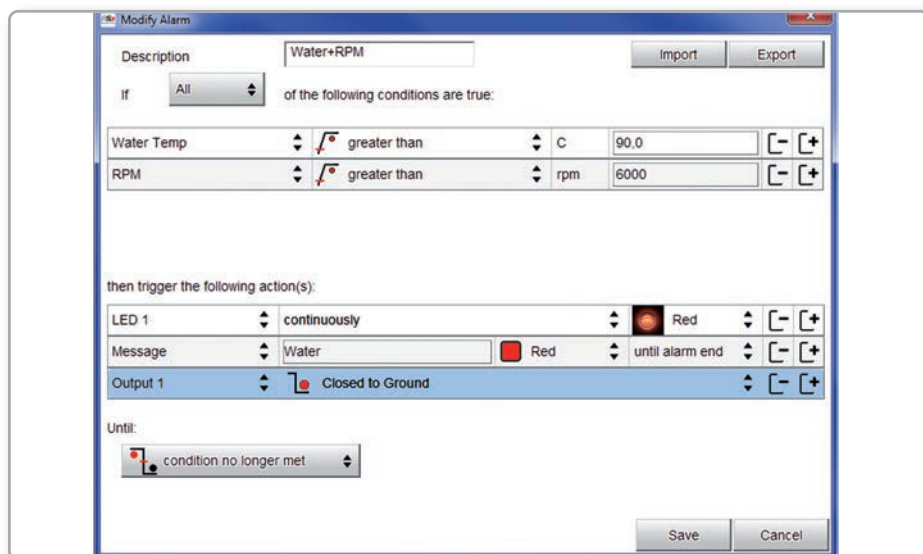 Modify Alarm
Description Water+RPM Import Export
If All of the following conditions are true:
Water Temp greater than C 90,0
RPM greater than rpm 6000
then trigger the following action(s):
LED 1 continuously Red
Message Water Red until alarm end
Output 1 Closed to Ground
Until:
condition no longer met
Save Cancel